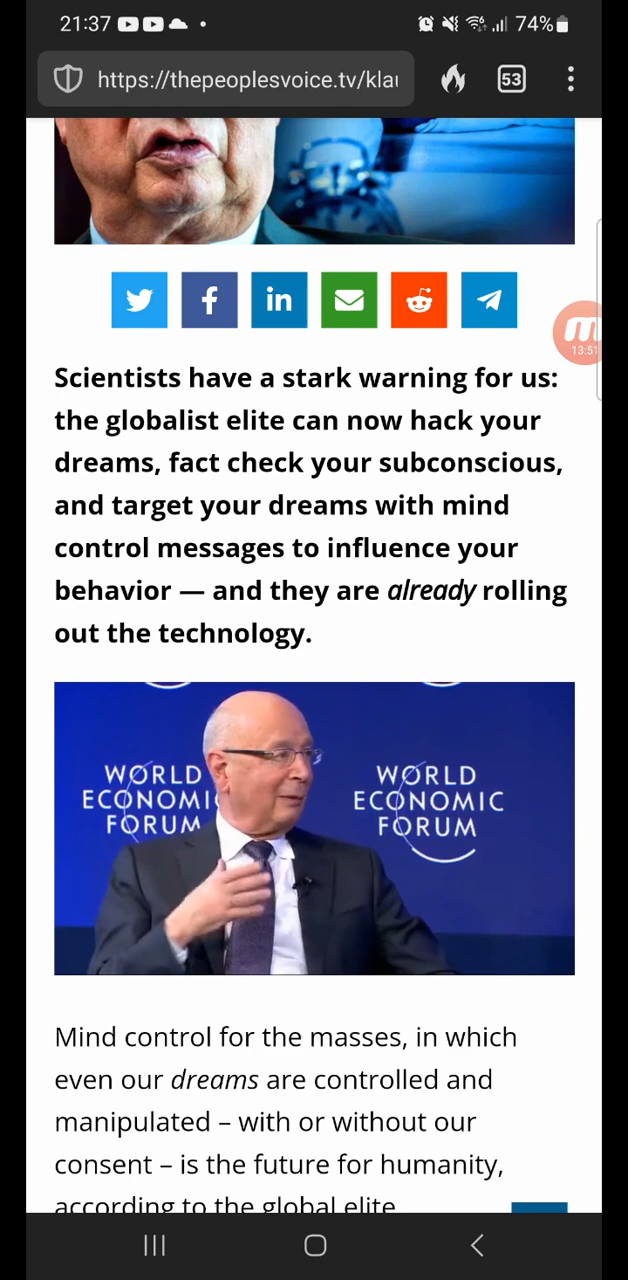 21:37
74%
https://thepeoplesvoice.tv/klau
53
13:51
Scientists have a stark warning for us:
the globalist elite can now hack your
dreams, fact check your subconscious,
and target your dreams with mind
control messages to influence your
behavior — and they are already rolling
out the technology.
WORLD
ECONOMI
FORUM
WORLD
ECONOMIC
FORUM
Mind control for the masses, in which
even our dreams are controlled and
manipulated – with or without our
consent – is the future for humanity,
according to the global elite